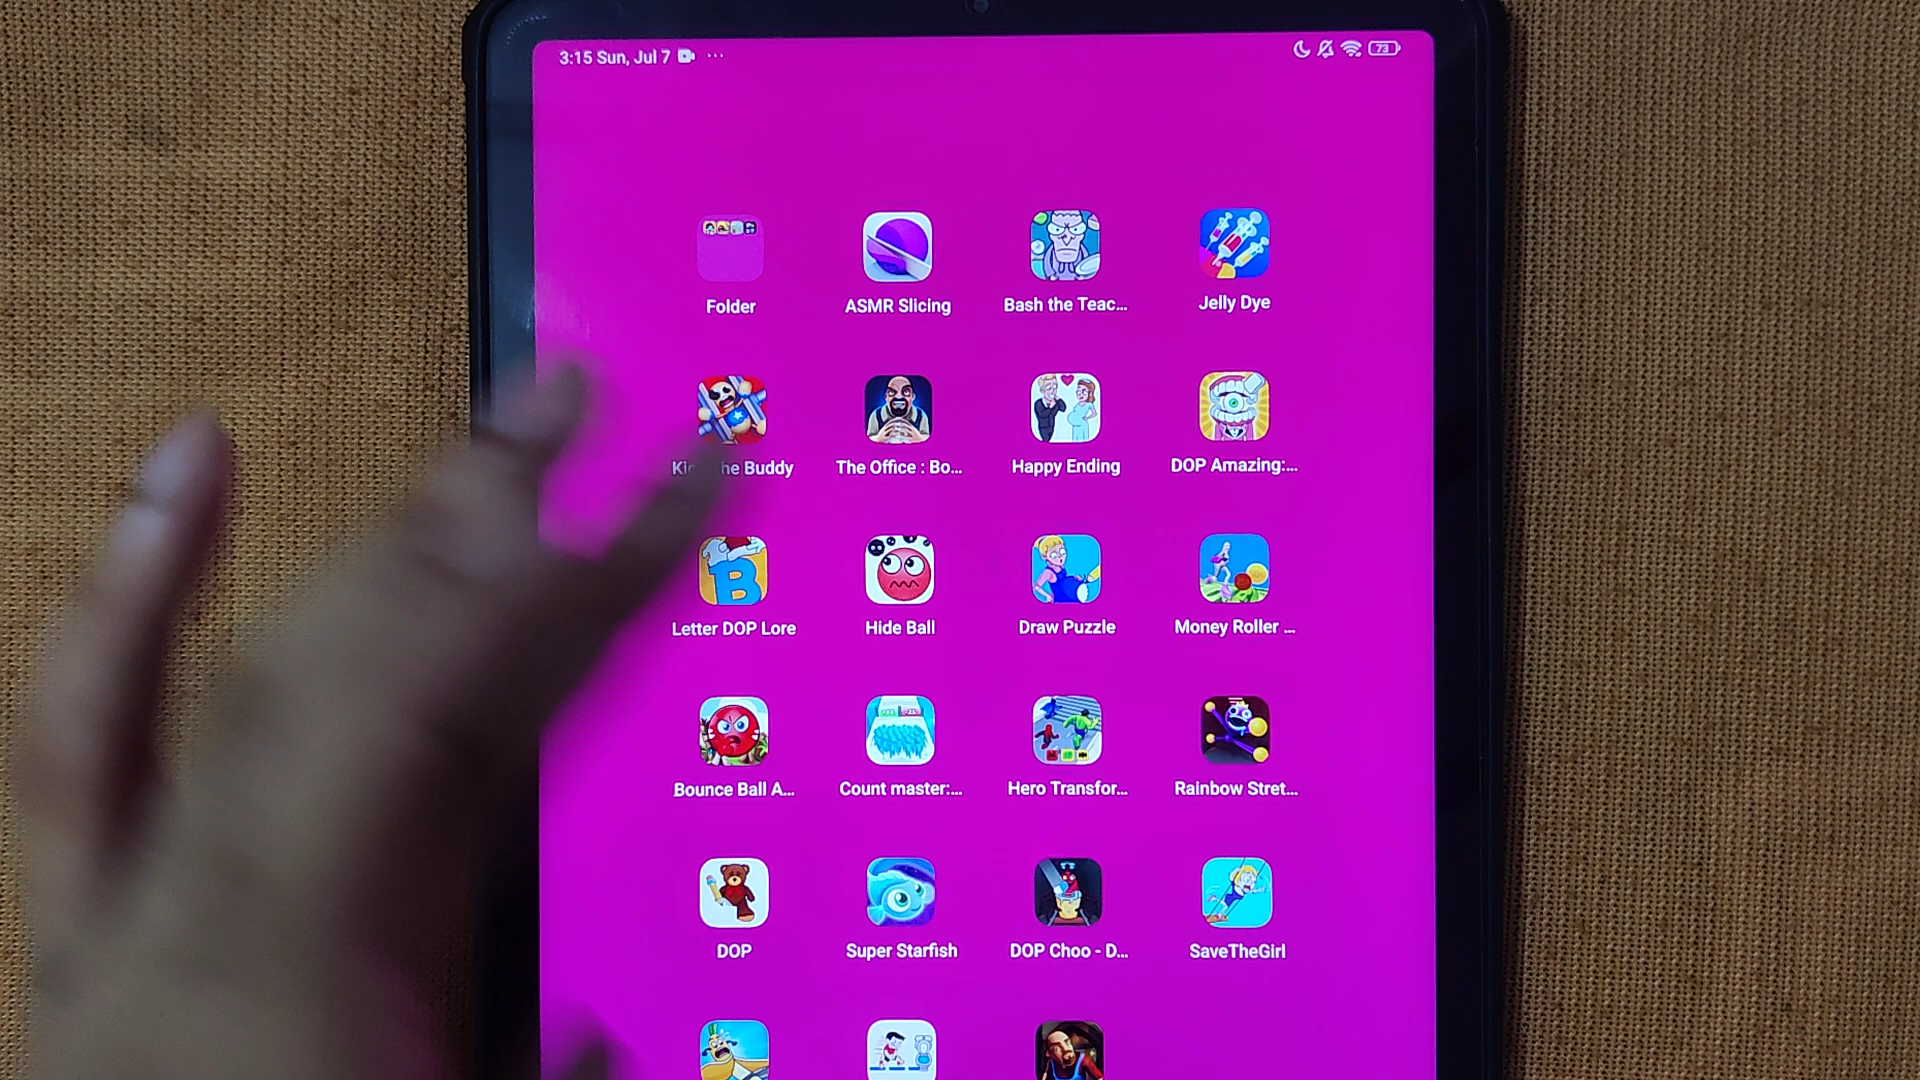 3:15 Sun, Jul 7 ...
73
Folder
ASMR Slicing
Bash the Teac...
Jelly Dye
he Buddy
The Office : Bo...
Happy Ending
DOP Amazing:...
Letter DOP Lore
Hide Ball
Draw Puzzle
Money Roller ...
Bounce Ball A...
Count master:...
Hero Transfor...
Rainbow Stret...
DOP
Super Starfish
DOP Choo - D...
SaveTheGirl
B